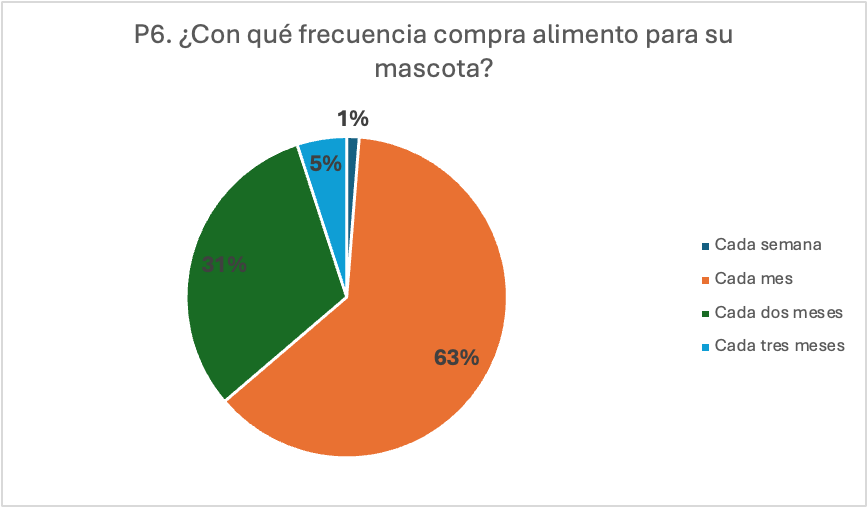 P6. ¿Con qué frecuencia compra alimento para su
mascota?
1%
5%
31%
63%
Cada semana
Cada mes
Cada dos meses
Cada tres meses